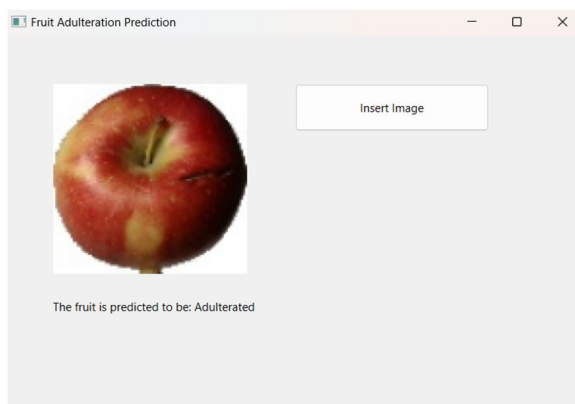 Fruit Adulteration Prediction
Insert Image
The fruit is predicted to be: Adulterated